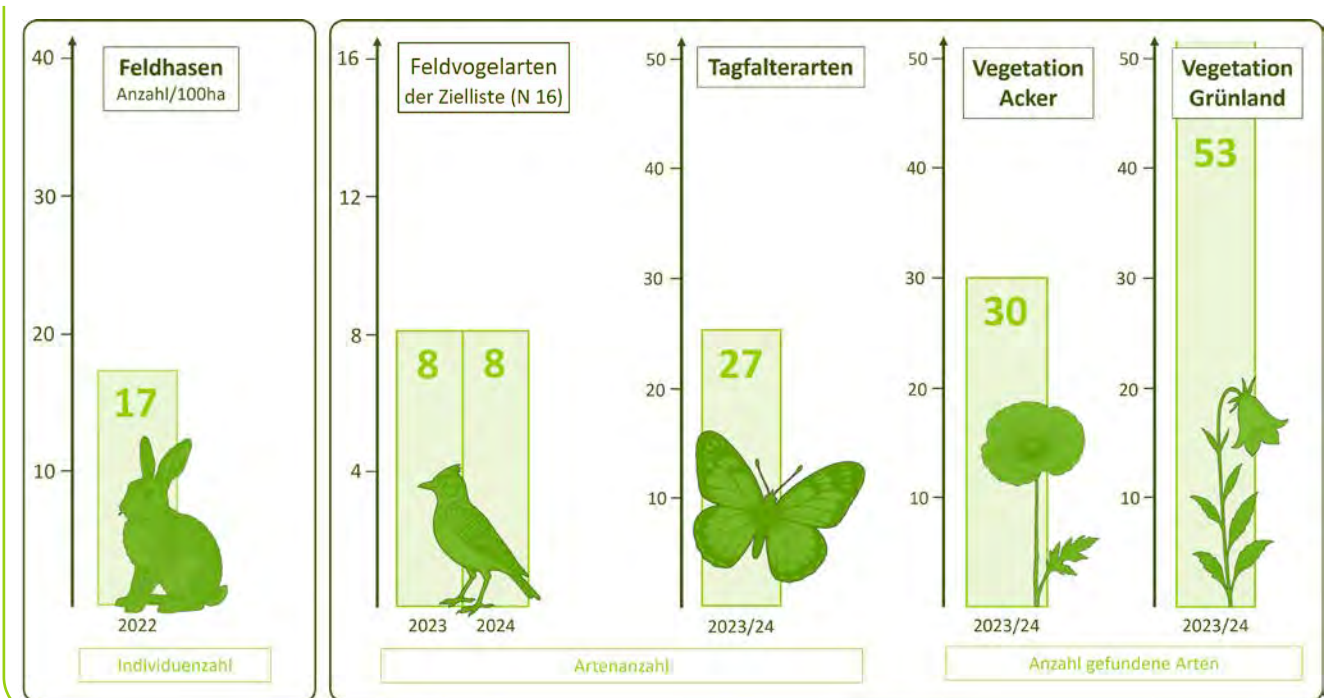 Feldhasen
Anzahl/100ha
40
30
20
10
17
2022
Individuenzahl
Feldvogelarten
der Zielliste (N 16)
16
12
8
4
8
8
2023
2024
Tagfalterarten
50
40
30
20
10
27
2023/24
Artenanzahl
Vegetation
Acker
50
40
30
20
10
30
2023/24
Vegetation
Grünland
50
40
30
20
10
53
2023/24
Anzahl gefundene Arten